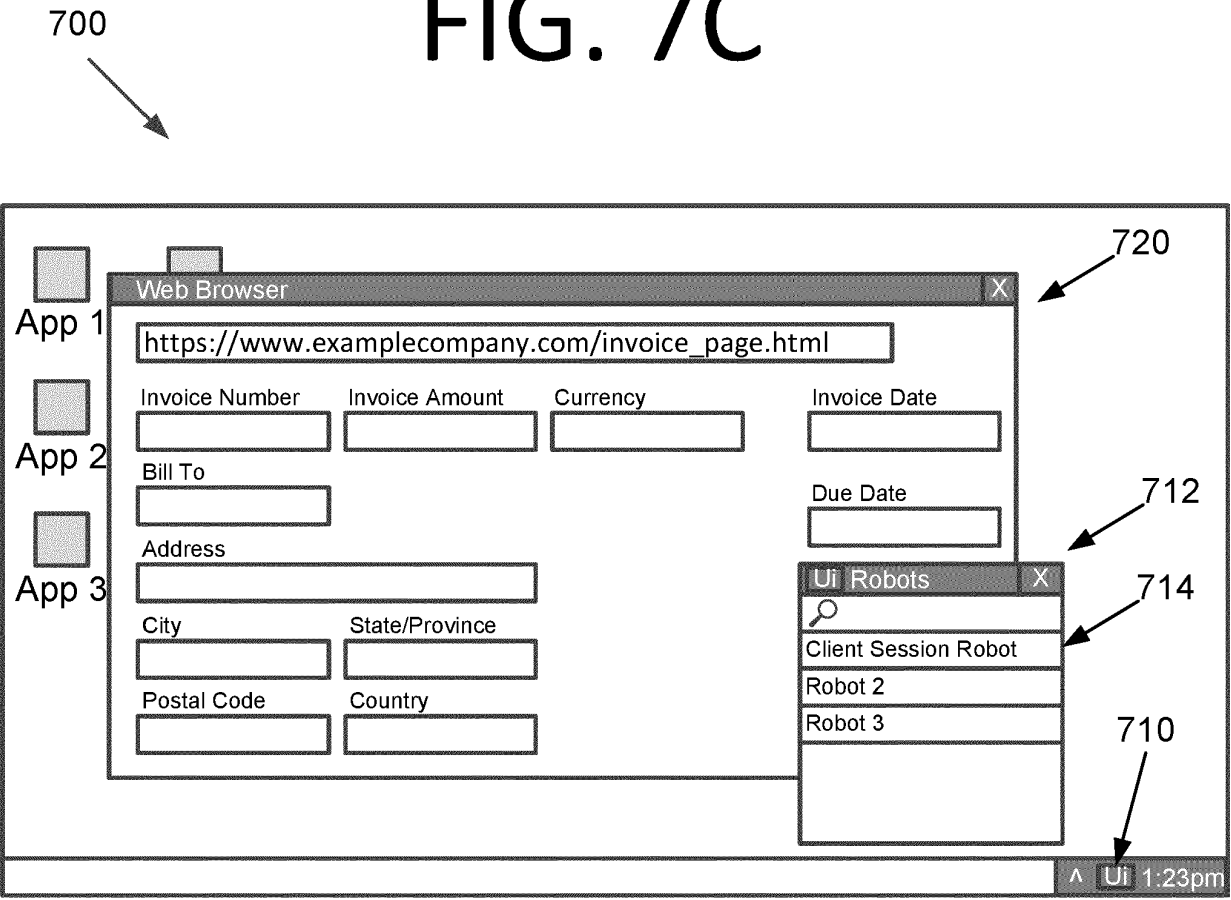 FIG. 7C
700
720
Web Browser X
App 1
https://www.examplecompany.com/invoice_page.html
Invoice Number Invoice Amount Currency Invoice Date
App 2
Bill To
712
Due Date
Address
Ui Robots X
App 3
714
City State/Province
Client Session Robot
Robot 2
Postal Code Country
Robot 3
710
^ Ui 1:23pm